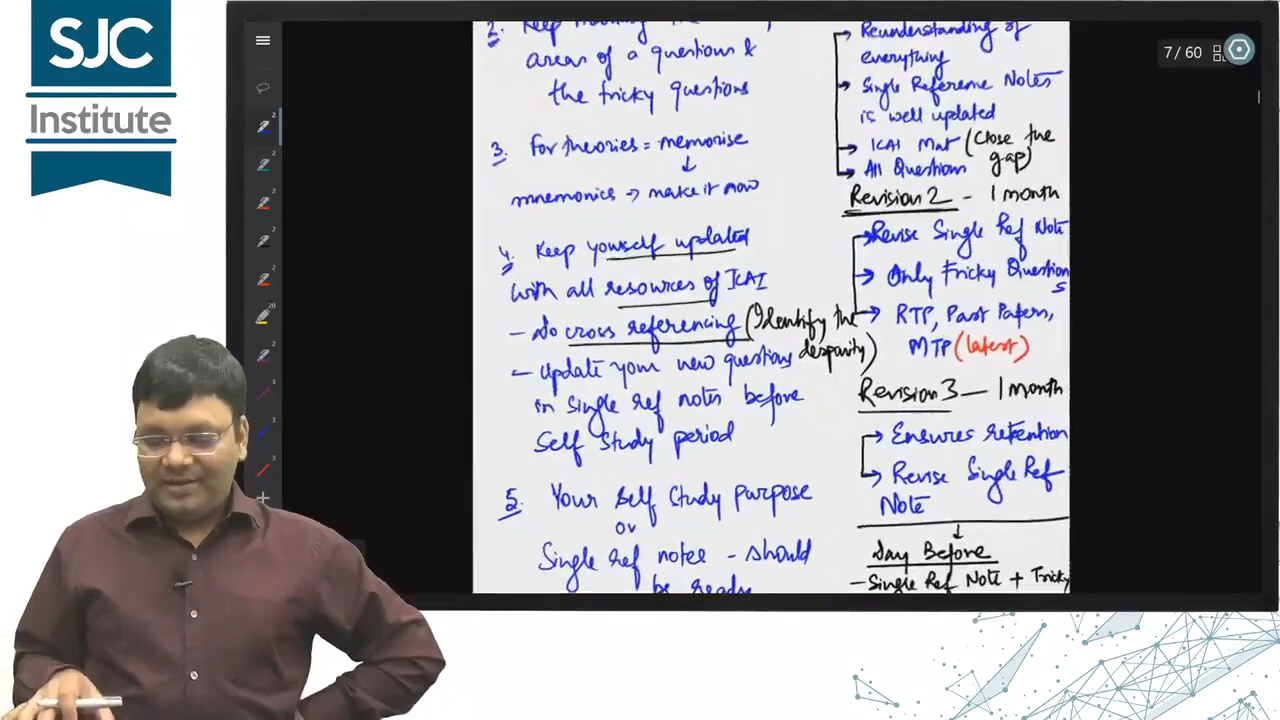 SJC
Institute
7 / 60
2. Keep
areas of a questions &
the tricky questions
3. For theories = memorise
mnemonics → make it now
4. Keep yourself updated
with all resources of ICAI
- Do cross referencing (Identify the
desparity)
- Update your new questions
in single ref notes before
Self Study period
5. Your Self Study purpose
or
Single ref notes - should
be ready
Reunderstanding of
everything
Single Reference Notes
is well updated
ICAI Mat (Close the
gap)
All Questions
Revision 2 - 1 month
Revise Single Ref Note
Only Tricky Question
s
RTP, Past Papers,
MTP (latest)
Revision 3 - 1 month
Ensures retention
Revise Single Ref
Note
Day Before
- Single Ref Note + Tricky